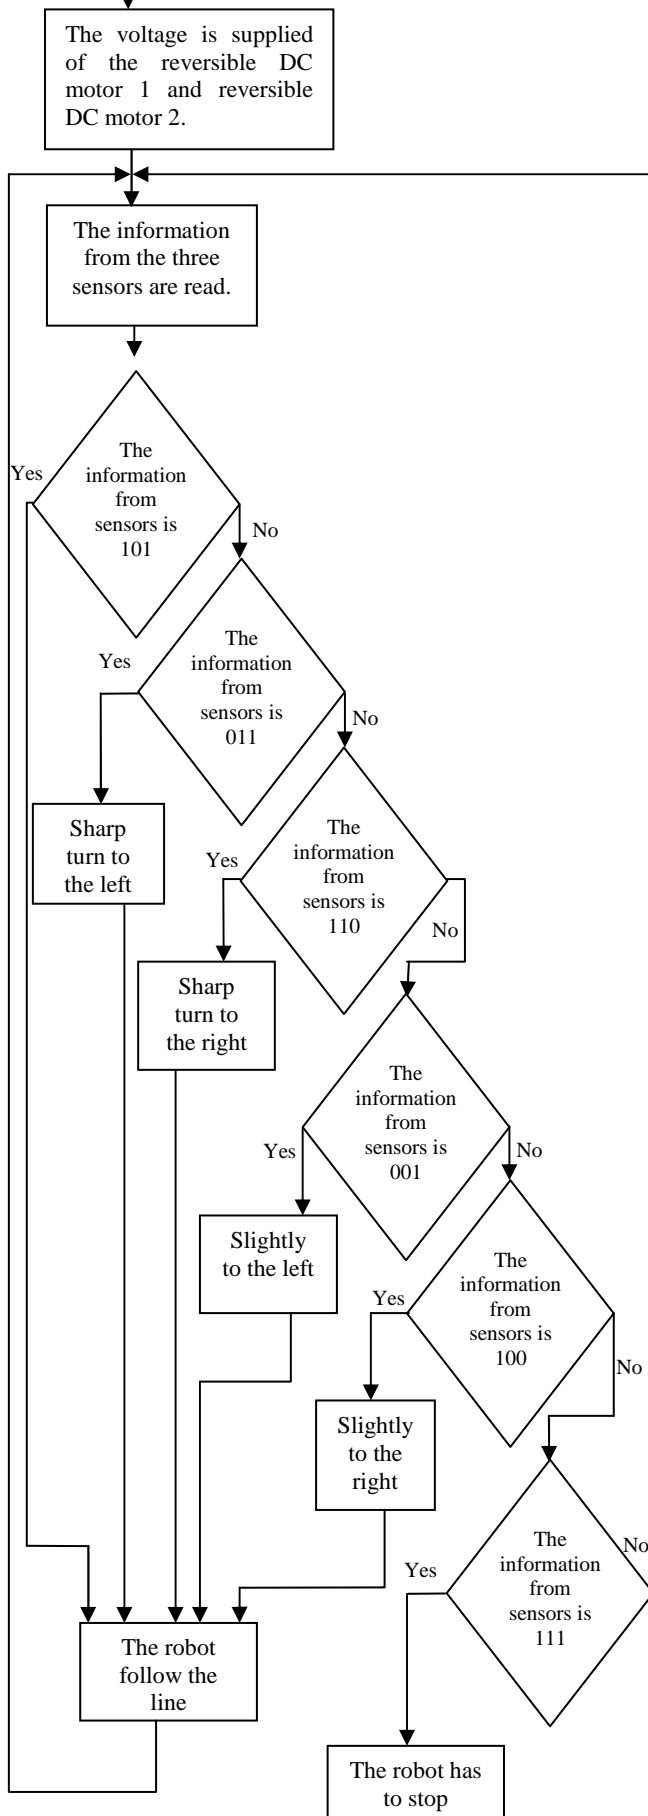 The voltage is supplied
of the reversible DC
motor 1 and reversible
DC motor 2.
The information
from the three
sensors are read.
The
information
from
sensors is
101
Yes
No
The
information
from
sensors is
011
Yes
No
Sharp
turn to
the left
The
information
from
sensors is
110
Yes
No
Sharp
turn to
the right
The
information
from
sensors is
001
Yes
No
Slightly
to the left
The
information
from
sensors is
100
Yes
No
Slightly
to the
right
The
information
from
sensors is
111
Yes
No
The robot
follow the
line
The robot has
to stop